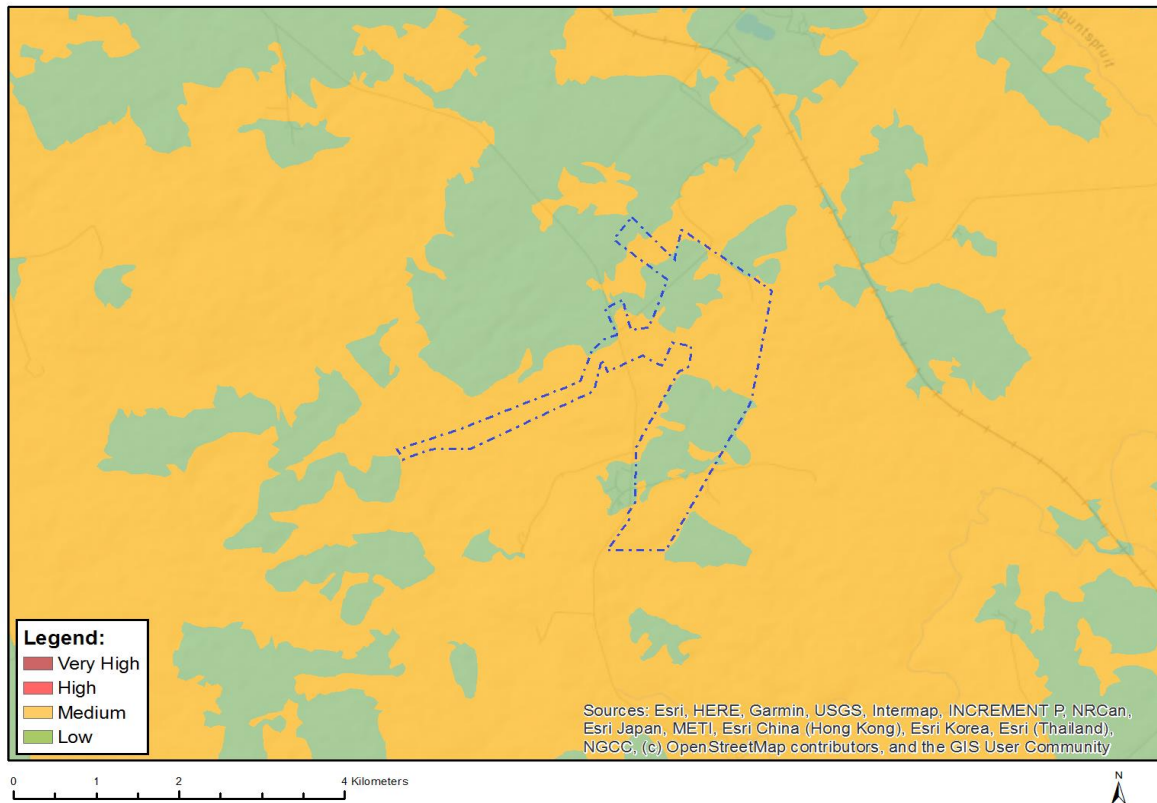 Legend:
Very High
High
Medium
Low
Sources: Esri, HERE, Garmin, USGS, Intermap, INCREMENT P, NRCan,
Esri Japan, METI, Esri China (Hong Kong), Esri Korea, Esri (Thailand),
NGCC, (c) OpenStreetMap contributors, and the GIS User Community
0 1 2 4 Kilometers
N